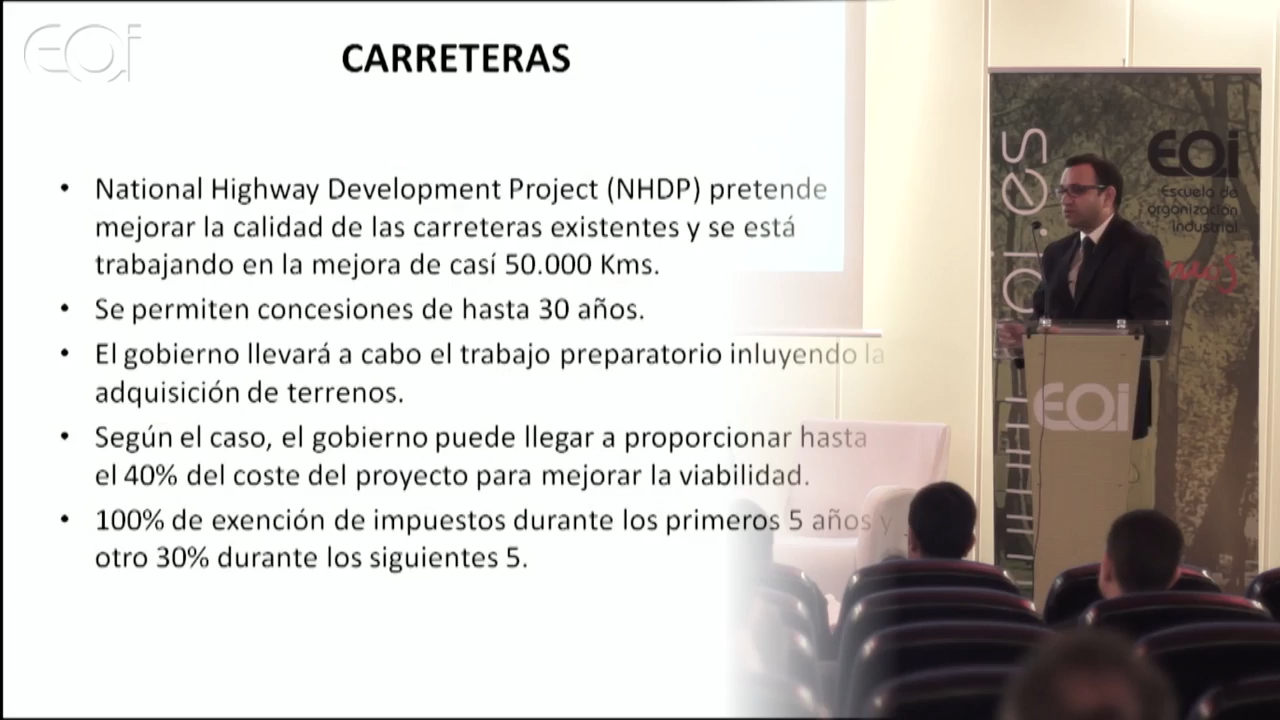 EOi
CARRETERAS
• National Highway Development Project (NHDP) pretende
mejorar la calidad de las carreteras existentes y se está
trabajando en la mejora de casí 50.000 Kms.
• Se permiten concesiones de hasta 30 años.
• El gobierno llevará a cabo el trabajo preparatorio inluyendo la
adquisición de terrenos.
• Según el caso, el gobierno puede llegar a proporcionar hasta
el 40% del coste del proyecto para mejorar la viabilidad.
• 100% de exención de impuestos durante los primeros 5 años y
otro 30% durante los siguientes 5.
EOi
Escuela de
organización
industrial
EOi